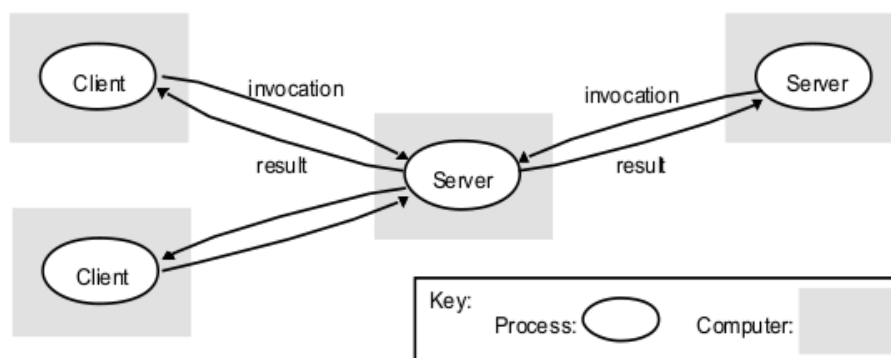 Client
Server
invocation
invocation
result
Server
result
Client
Key:
Process:
Computer: